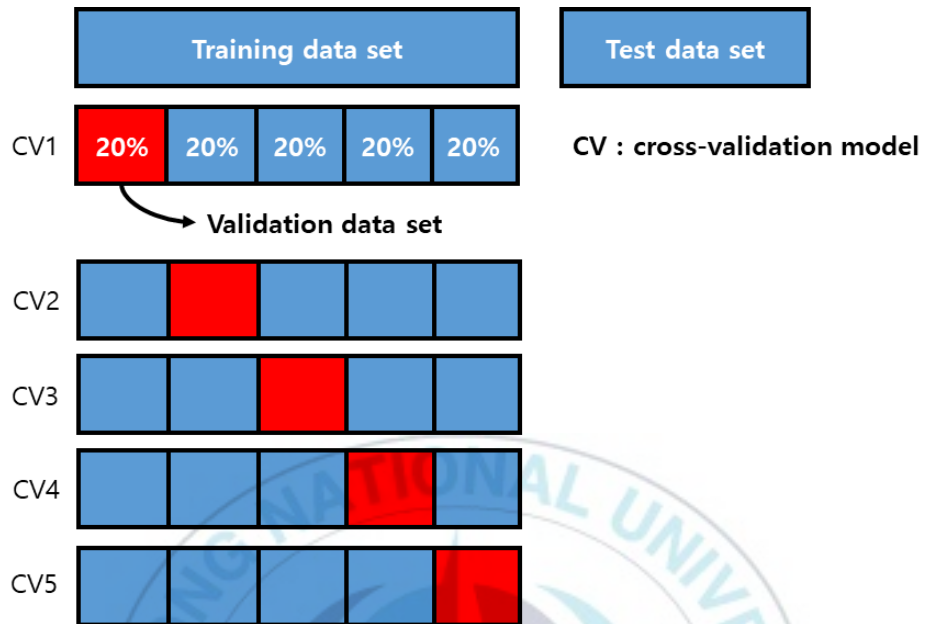 Training data set
Test data set
CV1
20%
20%
20%
20%
20%
CV : cross-validation model
Validation data set
CV2
CV3
CV4
CV5
NATIONAL